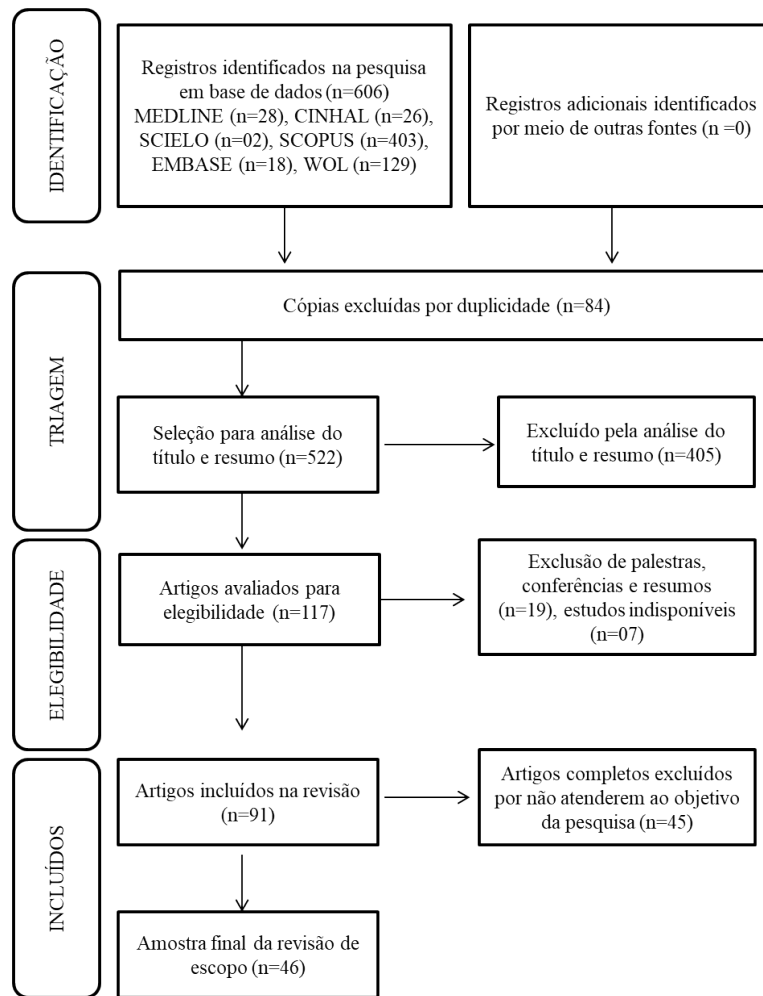 IDENTIFICAÇÃO
Registros identificados na pesquisa
em base de dados (n=606)
MEDLINE (n=28), CINHAL (n=26),
SCIELO (n=02), SCOPUS (n=403),
EMBASE (n=18), WOL (n=129)
Registros adicionais identificados
por meio de outras fontes (n =0)
TRIAGEM
Cópias excluídas por duplicidade (n=84)
Seleção para análise do
título e resumo (n=522)
Excluído pela análise do
título e resumo (n=405)
ELEGIBILIDADE
Artigos avaliados para
elegibilidade (n=117)
Exclusão de palestras,
conferências e resumos
(n=19), estudos indisponíveis
(n=07)
INCLUÍDOS
Artigos incluídos na revisão
(n=91)
Artigos completos excluídos
por não atenderem ao objetivo
da pesquisa (n=45)
Amostra final da revisão de
escopo (n=46)